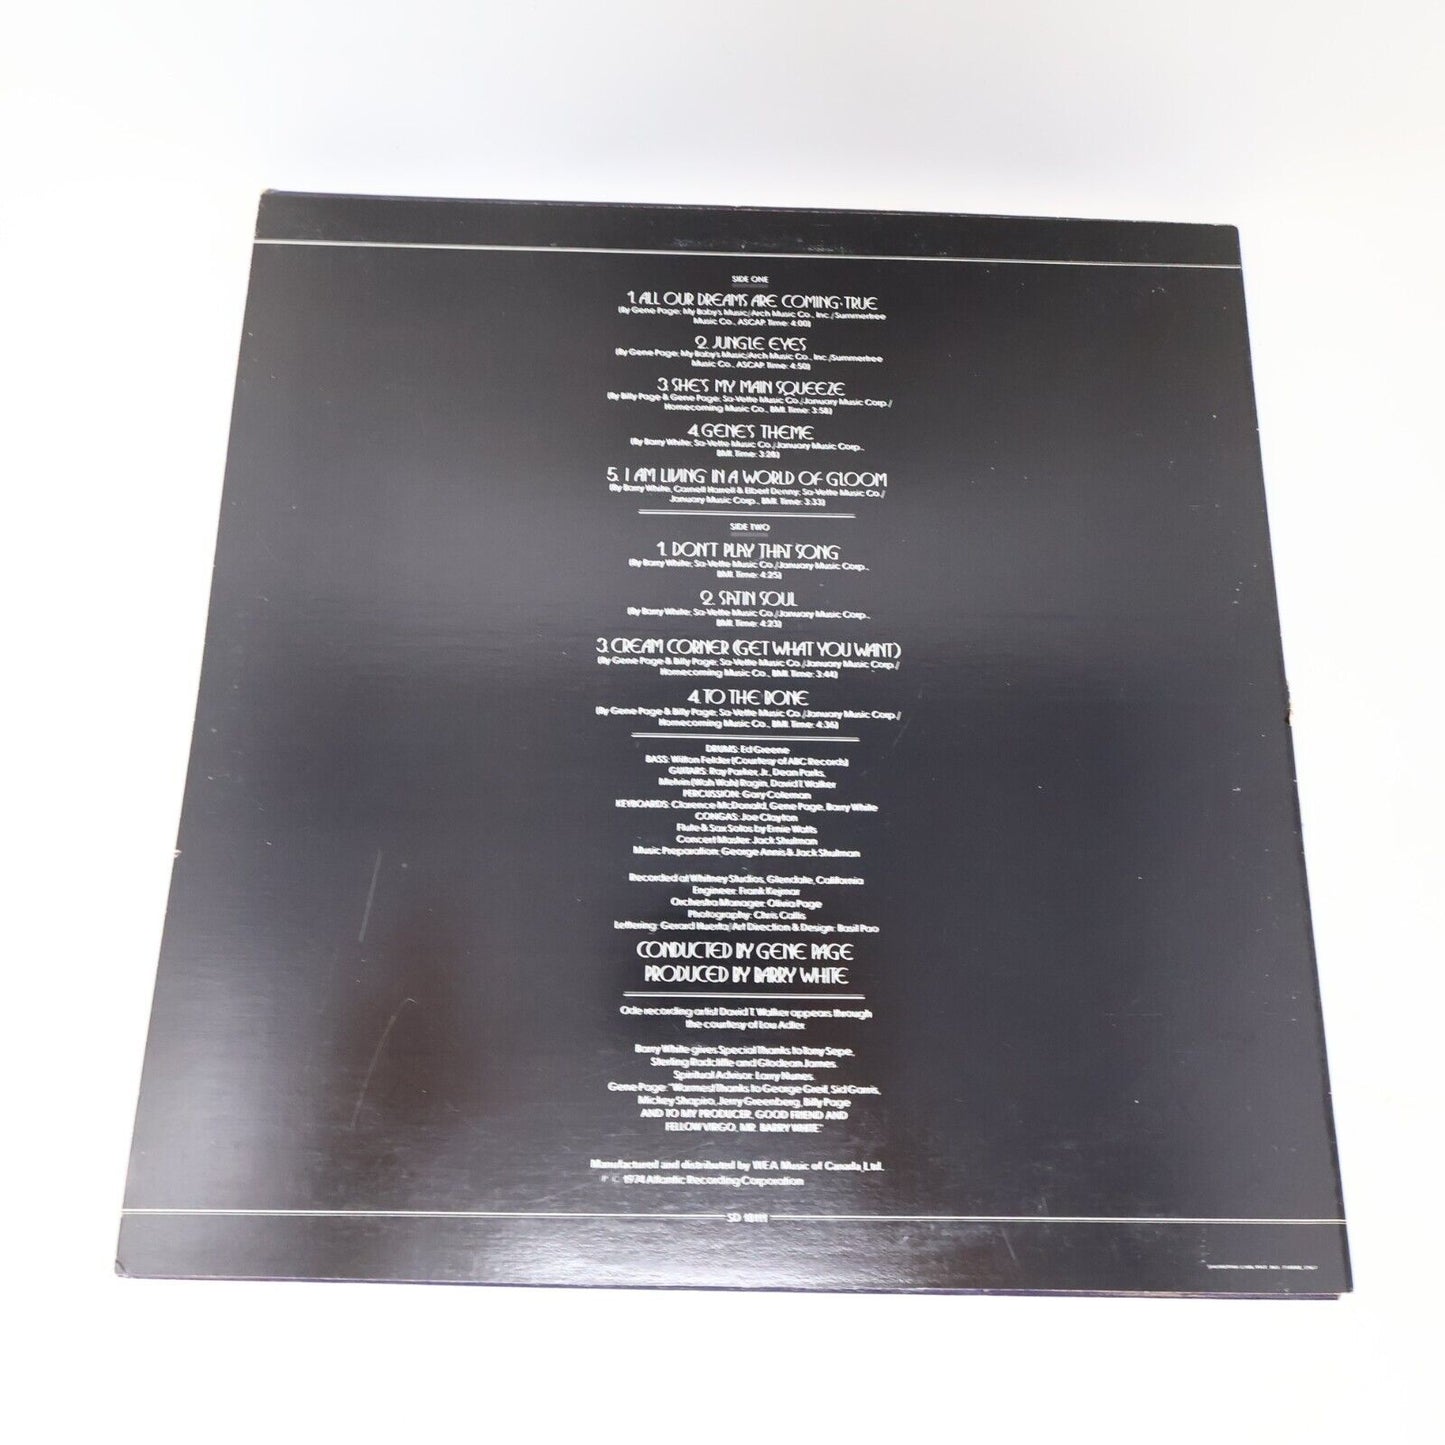 SIDE ONE
1. ALL OUR DREAMS ARE COMING TRUE
(By Gene Page: My Baby's Music/Arch Music Co., Inc./Summertree
Music Co., ASCAP. Time: 4:00)
2. JUNGLE EYES
(By Gene Page: My Baby's Music/Arch Music Co., Inc./Summertree
Music Co., ASCAP. Time: 4:50)
3. SHE'S MY MAIN SQUEEZE
(By Billy Page & Gene Page: Sa-Vette Music Co./January Music Corp./
Homecoming Music Co., BMI. Time: 3:58)
4. GENE'S THEME
(By Barry White: Sa-Vette Music Co./January Music Corp.,
BMI. Time: 3:28)
5. I AM LIVING IN A WORLD OF GLOOM
(By Barry White, Carnell Harrell & Elbert Denny: Sa-Vette Music Co./
January Music Corp., BMI. Time: 3:33)
SIDE TWO
1. DON'T PLAY THAT SONG
(By Barry White: Sa-Vette Music Co./January Music Corp.,
BMI. Time: 4:25)
2. SATIN SOUL
(By Barry White: Sa-Vette Music Co./January Music Corp.,
BMI. Time: 4:23)
3. CREAM CORNER (GET WHAT YOU WANT)
(By Gene Page & Billy Page: Sa-Vette Music Co./January Music Corp./
Homecoming Music Co., BMI. Time: 3:44)
4. TO THE BONE
(By Gene Page & Billy Page: Sa-Vette Music Co./January Music Corp./
Homecoming Music Co., BMI. Time: 4:36)
DRUMS: Ed Greene
BASS: Wilton Felder (Courtesy of ABC Records)
GUITARS: Ray Parker, Jr., Dean Parks,
Melvin (Wah Wah) Ragin, David T. Walker
PERCUSSION: Gary Coleman
KEYBOARDS: Clarence McDonald, Gene Page, Barry White
CONGAS: Joe Clayton
Flute & Sax Solos by Ernie Watts
Concert Master: Jack Shulman
Music Preparation: George Annis & Jack Shulman
Recorded at Whitney Studios, Glendale, California
Engineer: Frank Kejmar
Orchestra Manager: Olivia Page
Photography: Chris Callis
Lettering: Gerard Huerta/Art Direction & Design: Basil Pao
CONDUCTED BY GENE PAGE
PRODUCED BY BARRY WHITE
Ode recording artist David T. Walker appears through
the courtesy of Lou Adler.
Barry White gives Special Thanks to Tony Sepe,
Sterling Radcliffe and Glodean James.
Spiritual Advisor: Larry Nunes.
Gene Page: "Warmest Thanks to George Greif, Sid Garris,
Mickey Shapiro, Jerry Greenberg, Billy Page
AND TO MY PRODUCER, GOOD FRIEND AND
FELLOW VIRGO, MR. BARRY WHITE."
Manufactured and distributed by WEA Music of Canada, Ltd.
℗ © 1974 Atlantic Recording Corporation
SD 18111